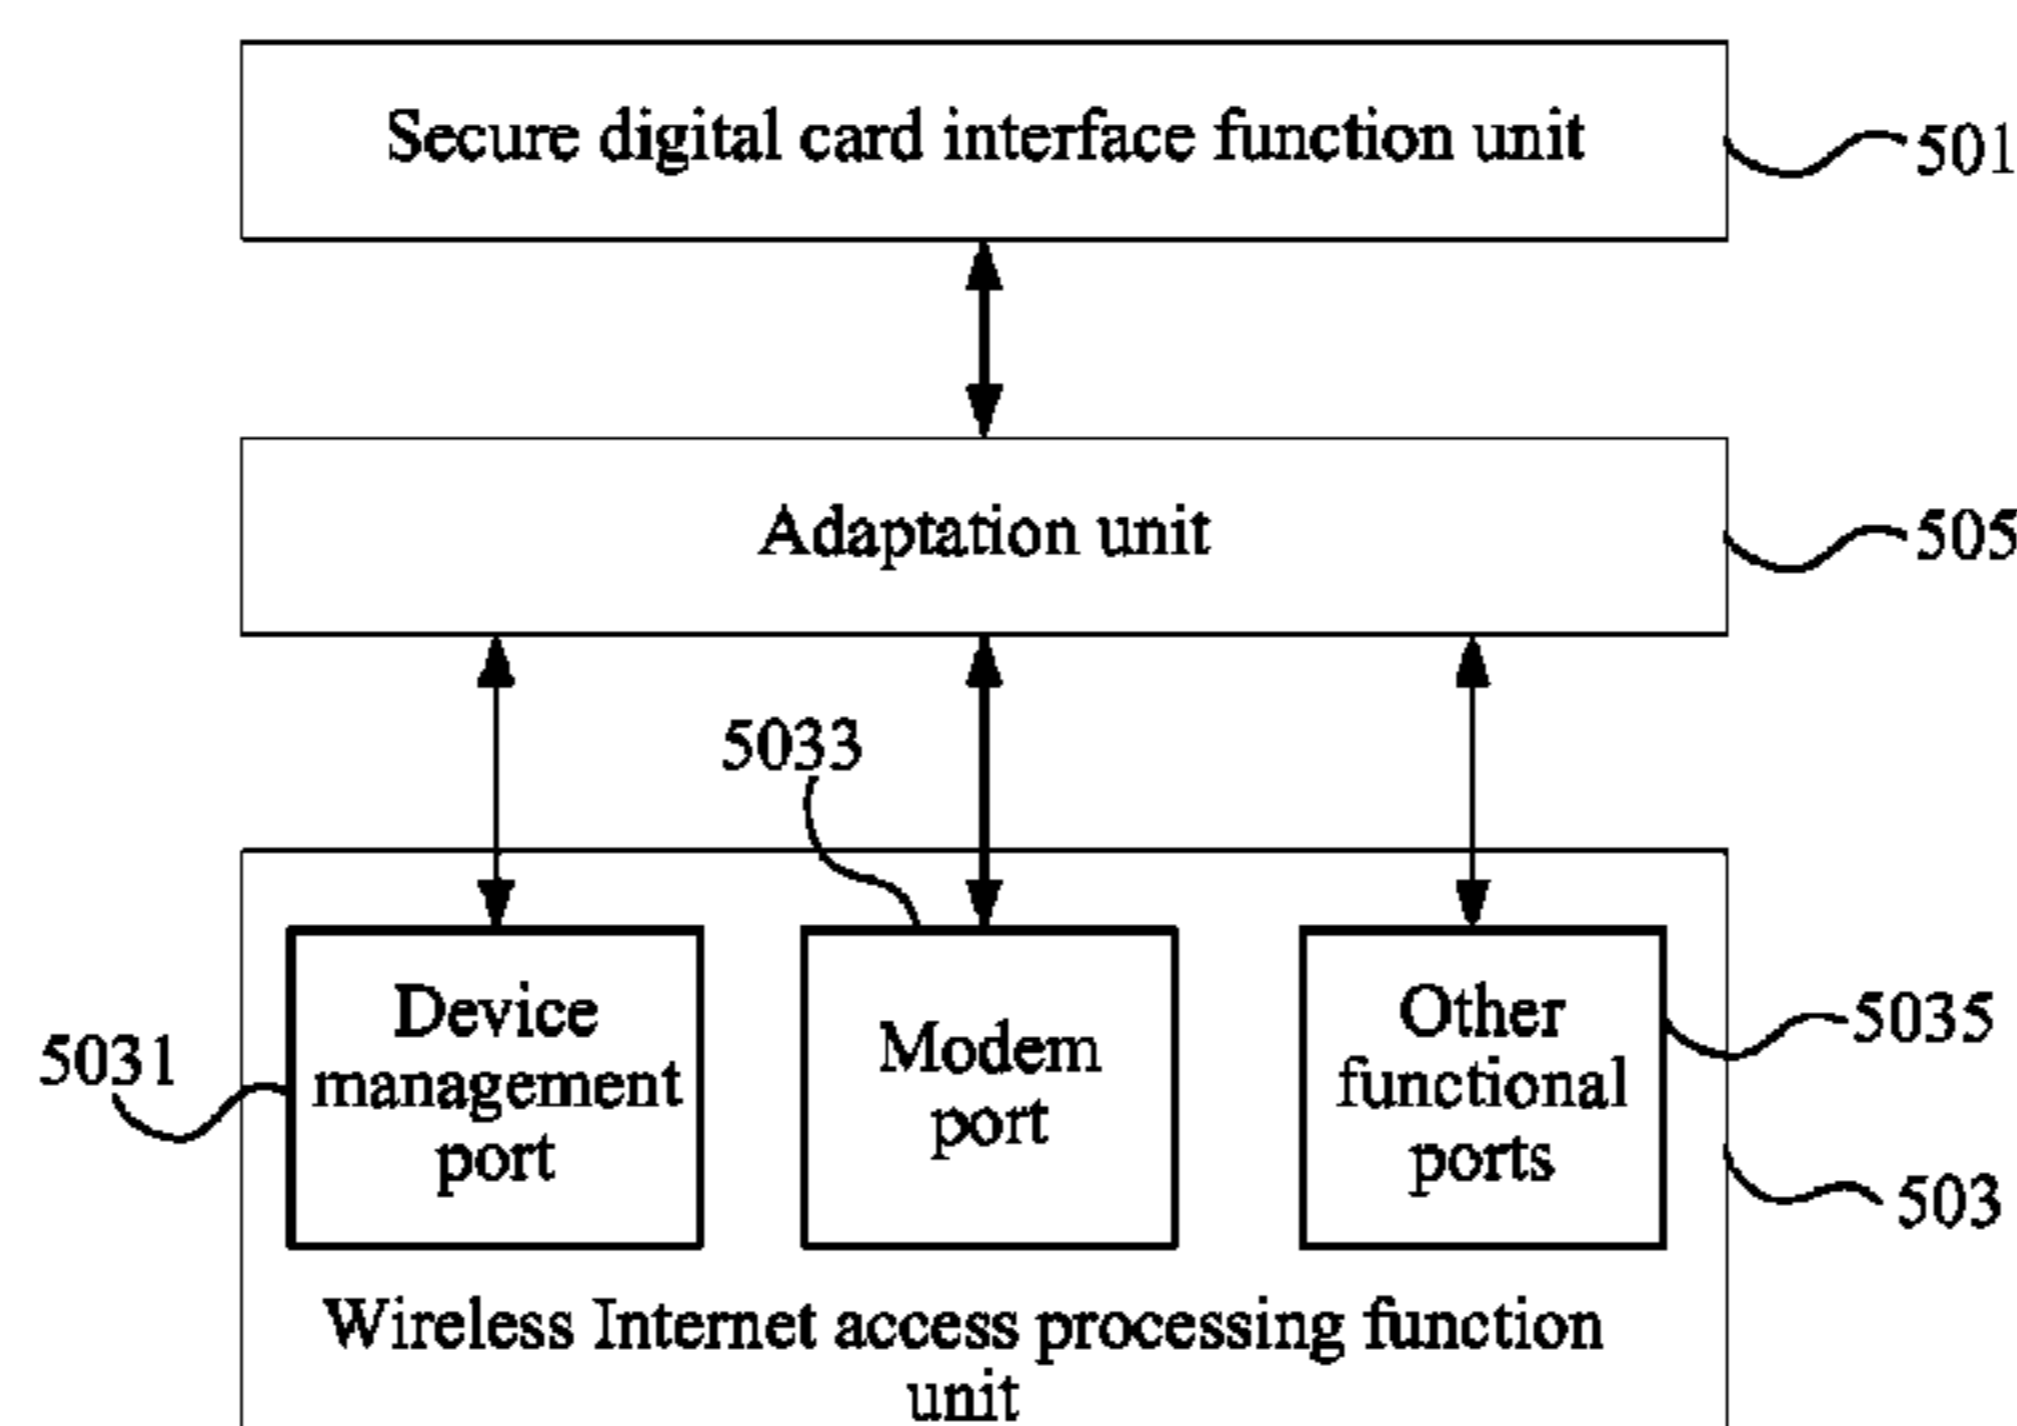 Secure digital card interface function unit
501
Adaptation unit
505
5033
Device
management
port
5031
Modem
port
Other
functional
ports
5035
503
Wireless Internet access processing function
unit